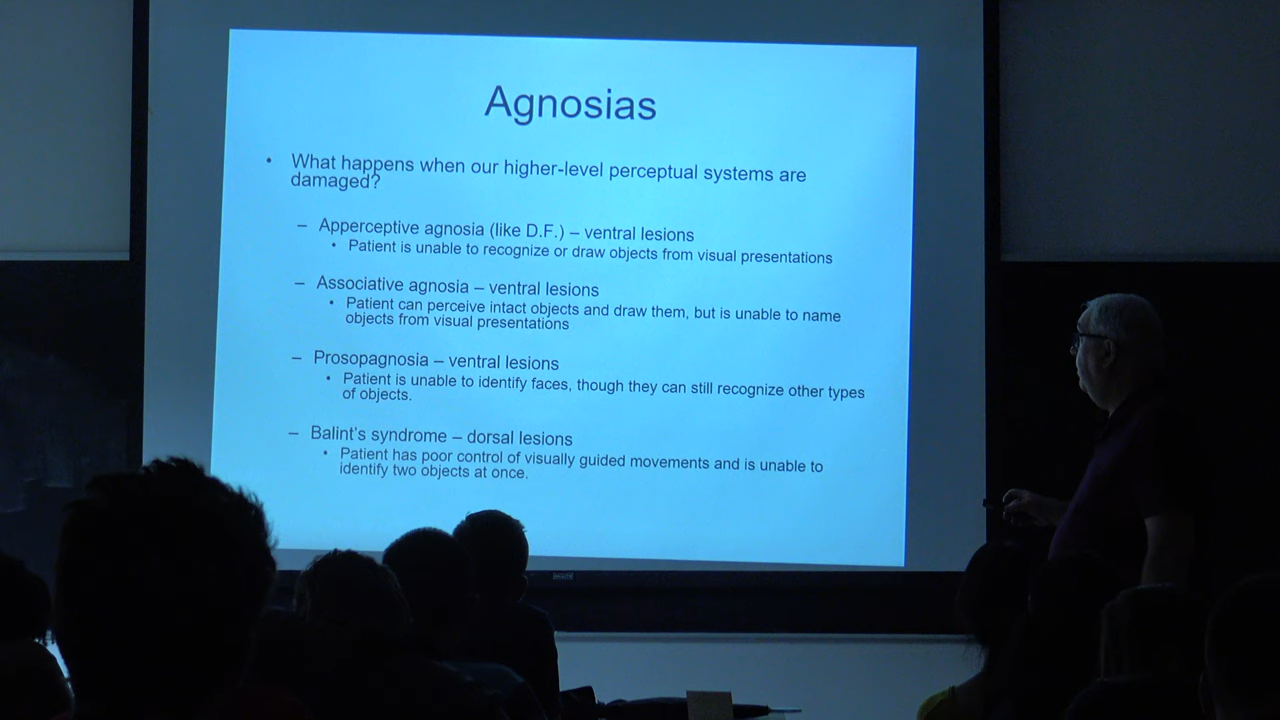 Agnosias
• What happens when our higher-level perceptual systems are
damaged?
– Apperceptive agnosia (like D.F.) – ventral lesions
• Patient is unable to recognize or draw objects from visual presentations
– Associative agnosia – ventral lesions
• Patient can perceive intact objects and draw them, but is unable to name
objects from visual presentations
– Prosopagnosia – ventral lesions
• Patient is unable to identify faces, though they can still recognize other types
of objects.
– Balint's syndrome – dorsal lesions
• Patient has poor control of visually guided movements and is unable to
identify two objects at once.